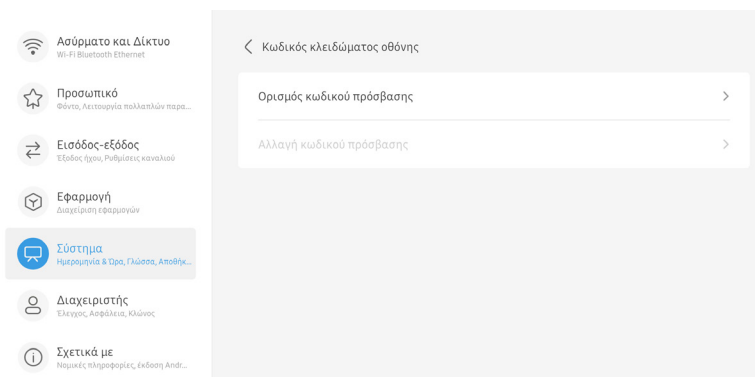 Ασύρματο και Δίκτυο
Wi-Fi Bluetooth Ethernet
Προσωπικό
Φόντο, Λειτουργία πολλαπλών παρα...
Εισόδος-εξόδος
Έξοδος ήχου, Ρυθμίσεις καναλιού
Εφαρμογή
Διαχείριση εφαρμογών
Σύστημα
Ημερομηνία & Ώρα, Γλώσσα, Αποθήκ...
Διαχειριστής
Έλεγχος, Ασφάλεια, Κλώνος
Σχετικά με
Νομικές πληροφορίες, έκδοση Andr...
Κωδικός κλειδώματος οθόνης
Ορισμός κωδικού πρόσβασης
Αλλαγή κωδικού πρόσβασης